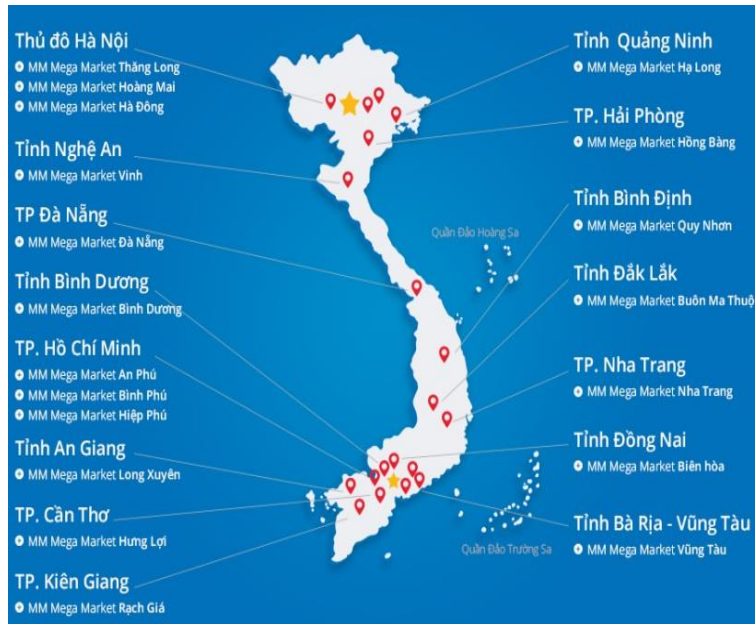 Thủ đô Hà Nội
MM Mega Market Thăng Long
MM Mega Market Hoàng Mai
MM Mega Market Hà Đông
Tỉnh Nghệ An
MM Mega Market Vinh
TP Đà Nẵng
MM Mega Market Đà Nẵng
Tỉnh Bình Dương
MM Mega Market Bình Dương
TP. Hồ Chí Minh
MM Mega Market An Phú
MM Mega Market Bình Phú
MM Mega Market Hiệp Phú
Tỉnh An Giang
MM Mega Market Long Xuyên
TP. Cần Thơ
MM Mega Market Hưng Lợi
TP. Kiên Giang
MM Mega Market Rạch Giá
Quần Đảo Hoàng Sa
Quần Đảo Trường Sa
Tỉnh Quảng Ninh
MM Mega Market Hạ Long
TP. Hải Phòng
MM Mega Market Hồng Bàng
Tỉnh Bình Định
MM Mega Market Quy Nhơn
Tỉnh Đắk Lắk
MM Mega Market Buôn Ma Thuộ
TP. Nha Trang
MM Mega Market Nha Trang
Tỉnh Đồng Nai
MM Mega Market Biên hòa
Tỉnh Bà Rịa - Vũng Tàu
MM Mega Market Vũng Tàu